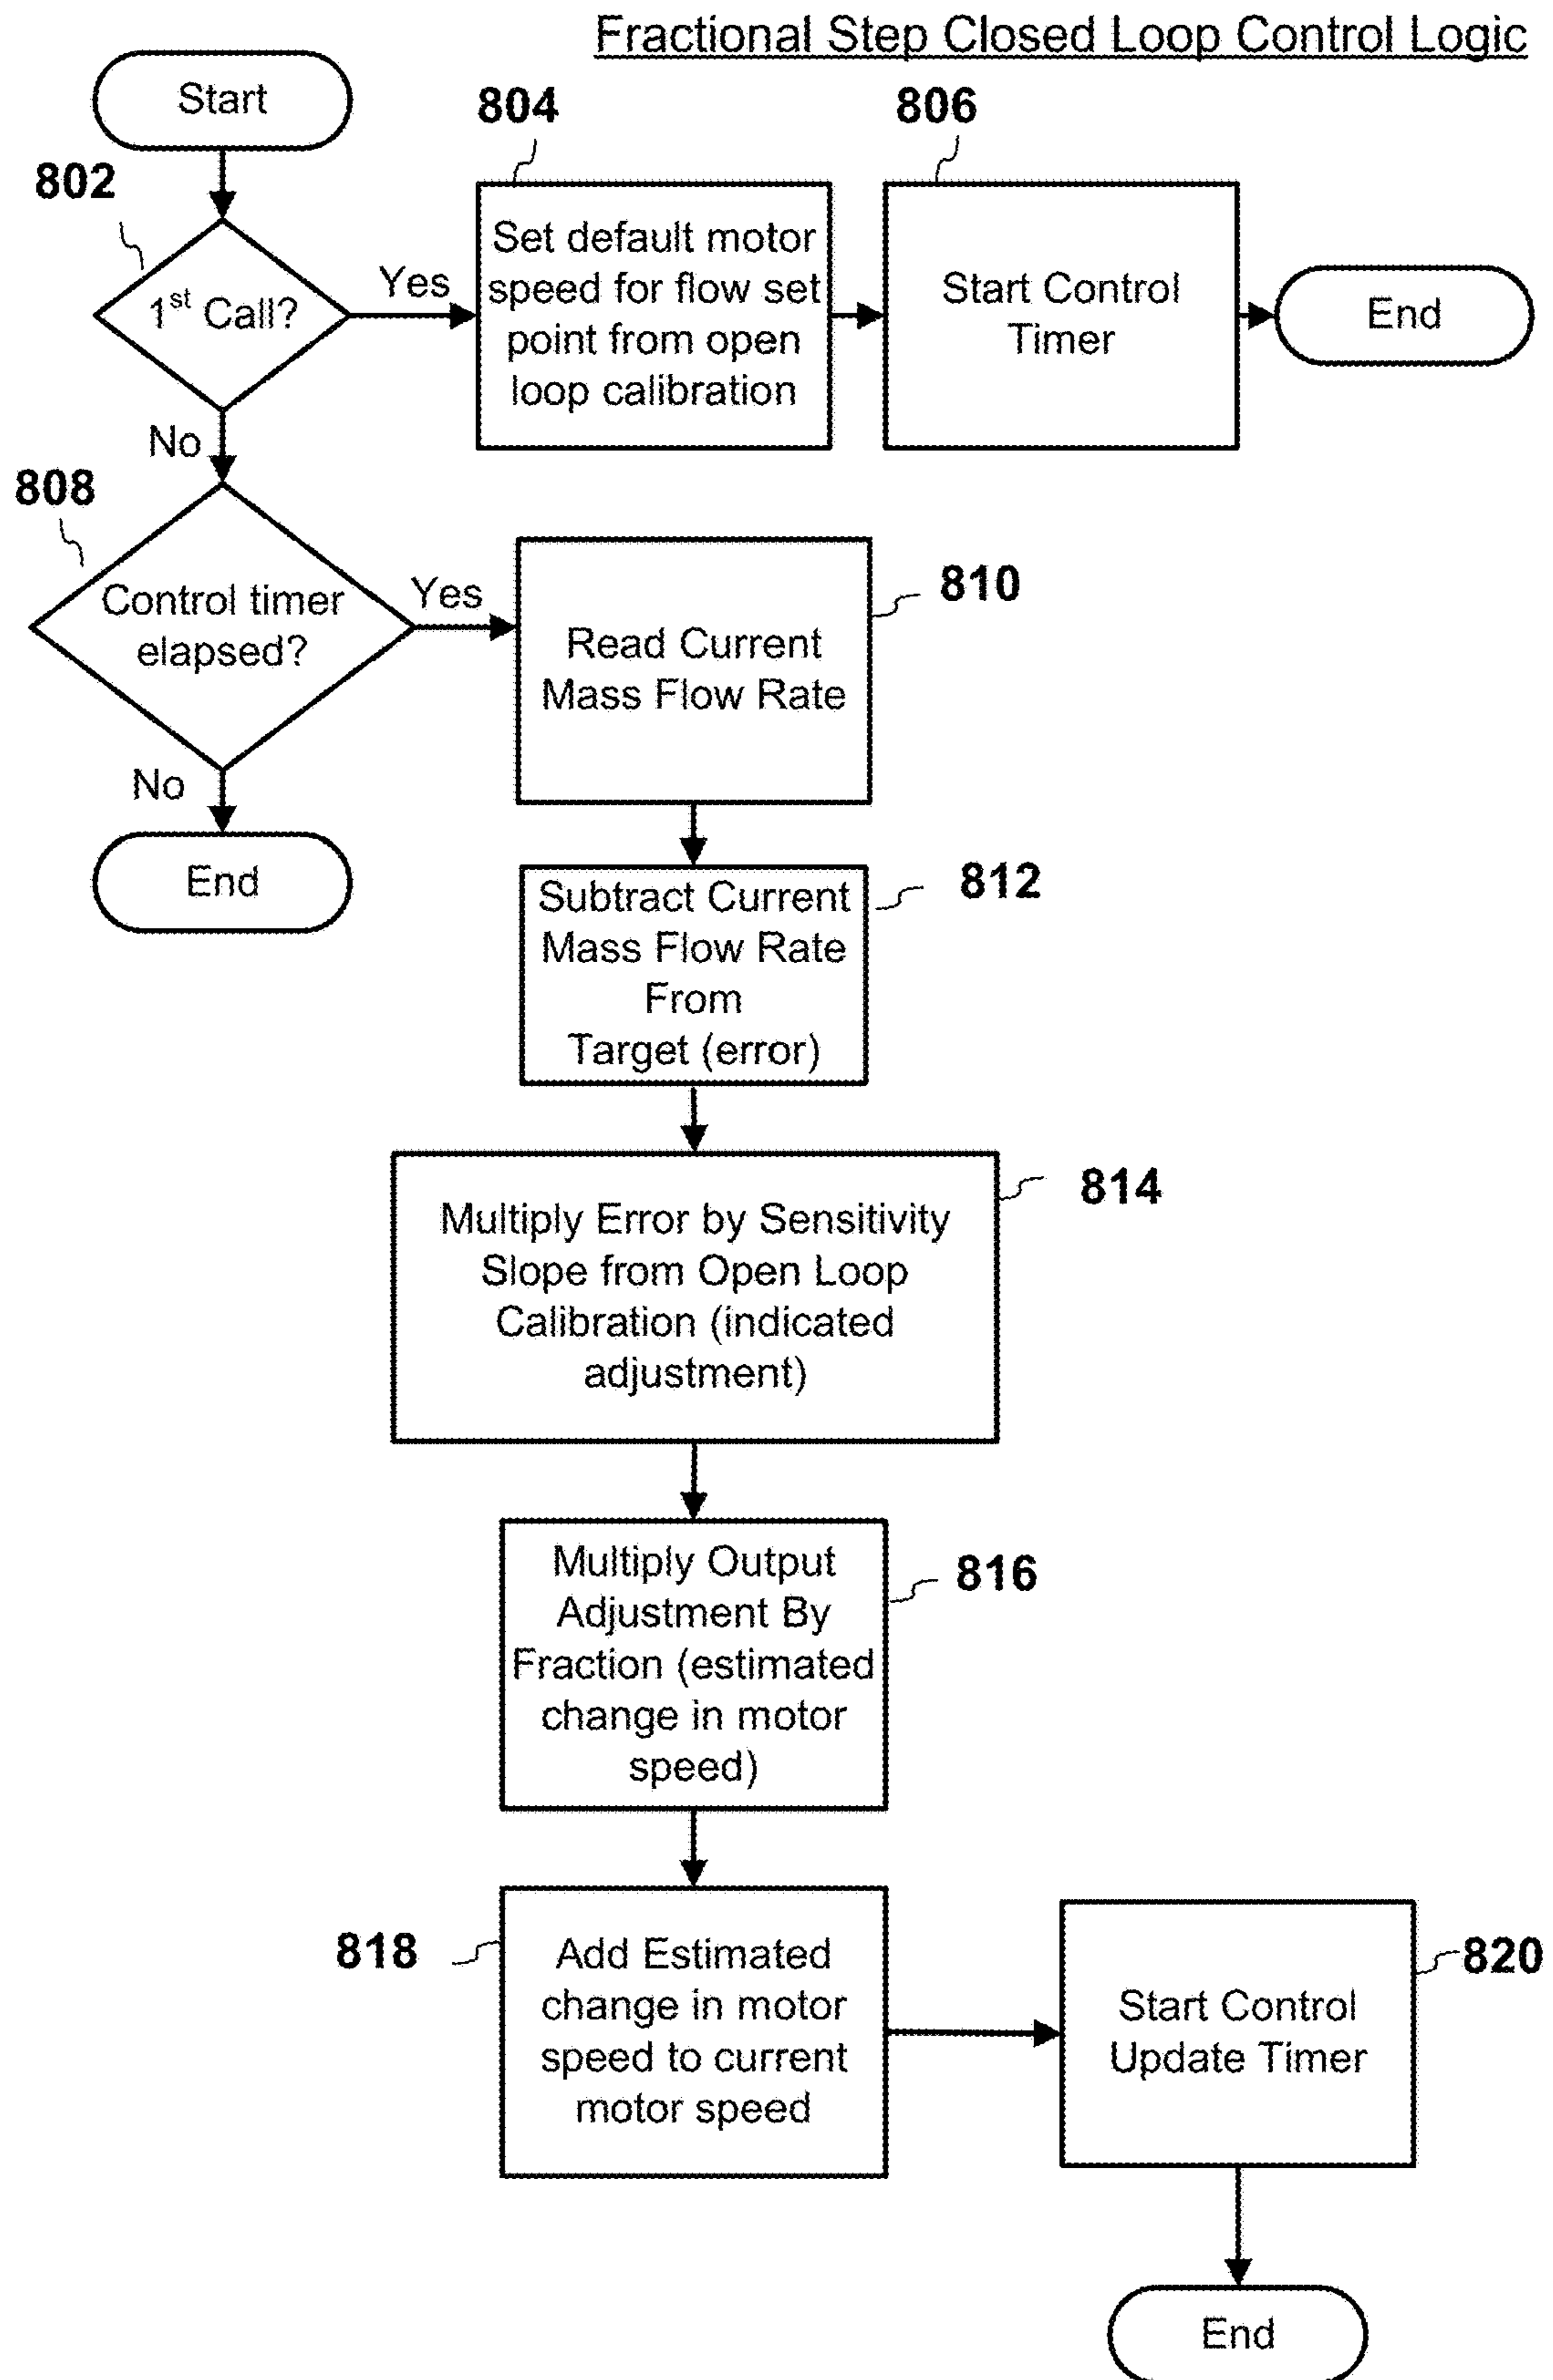 Fractional Step Closed Loop Control Logic
Start
802
804
806
1st Call?
Yes
Set default motor
speed for flow set
point from open
loop calibration
Start Control
Timer
End
No
808
Control timer
elapsed?
Yes
810
Read Current
Mass Flow Rate
No
End
812
Subtract Current
Mass Flow Rate
From
Target (error)
814
Multiply Error by Sensitivity
Slope from Open Loop
Calibration (indicated
adjustment)
816
Multiply Output
Adjustment By
Fraction (estimated
change in motor
speed)
818
Add Estimated
change in motor
speed to current
motor speed
820
Start Control
Update Timer
End